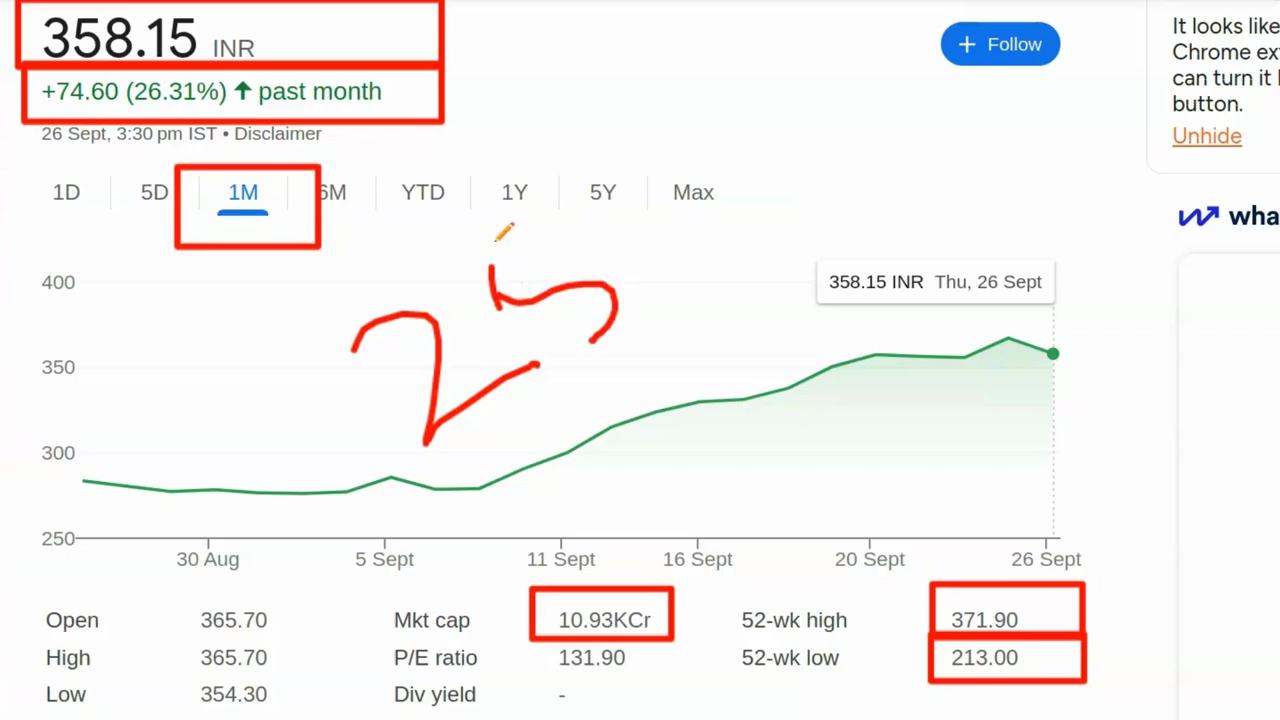 358.15 INR
+74.60 (26.31%) ↑ past month
26 Sept, 3:30 pm IST • Disclaimer
+ Follow
It looks like
Chrome
can turn it
button.
Unhide
1D 5D 1M 6M YTD 1Y 5Y Max
25
358.15 INR Thu, 26 Sept
400
350
300
250
30 Aug 5 Sept 11 Sept 16 Sept 20 Sept 26 Sept
Open 365.70 Mkt cap 10.93KCr 52-wk high 371.90
High 365.70 P/E ratio 131.90 52-wk low 213.00
Low 354.30 Div yield -